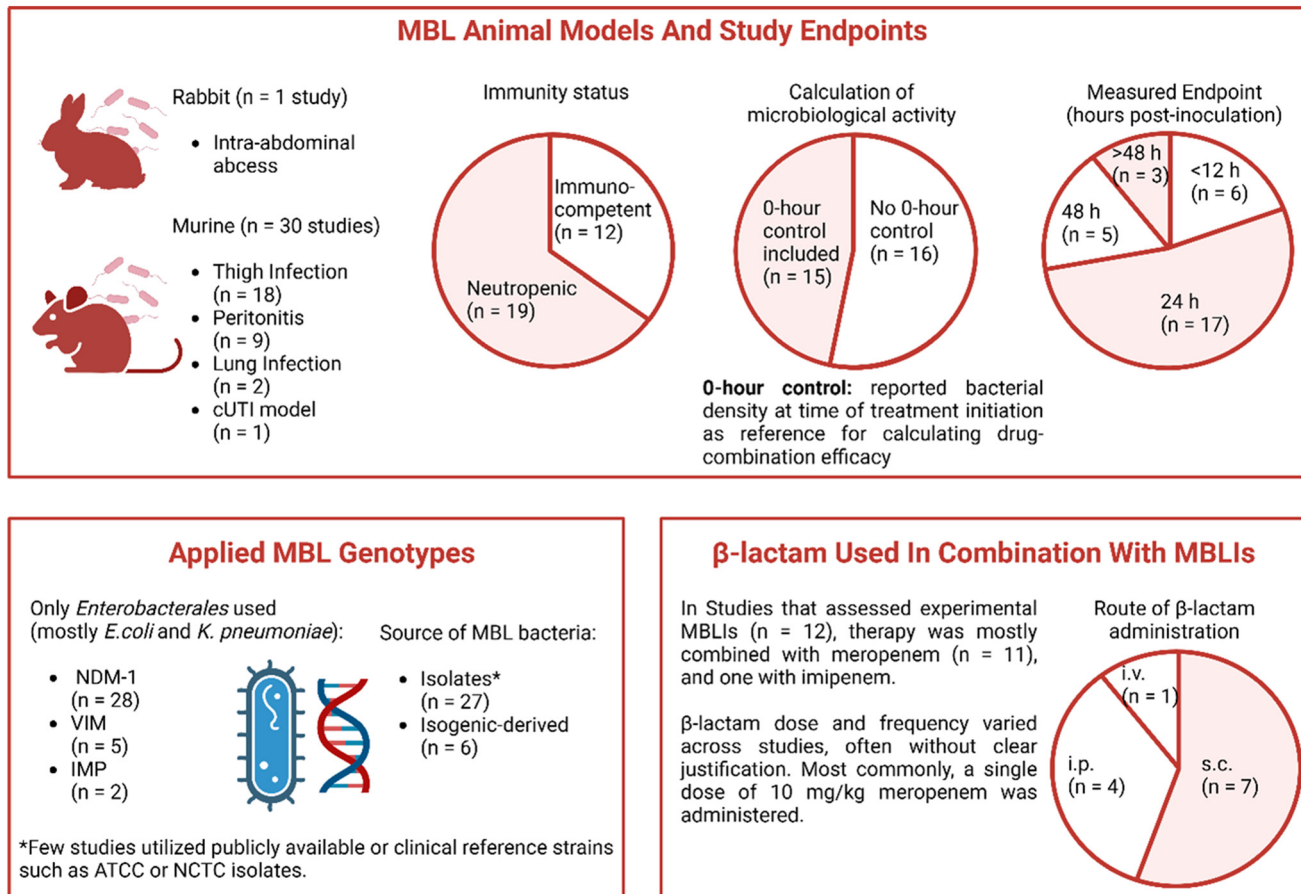 MBL Animal Models And Study Endpoints
Rabbit (n = 1 study)
• Intra-abdominal
abcess
Murine (n = 30 studies)
• Thigh Infection
(n = 18)
• Peritonitis
(n = 9)
• Lung Infection
(n = 2)
• cUTI model
(n = 1)
Immunity status
Immuno-
competent
(n = 12)
Neutropenic
(n = 19)
Calculation of
microbiological activity
0-hour
control
included
(n = 15)
No 0-hour
control
(n = 16)
0-hour control: reported bacterial
density at time of treatment initiation
as reference for calculating drug-
combination efficacy
Measured Endpoint
(hours post-inoculation)
>48 h
(n = 3)
<12 h
(n = 6)
48 h
(n = 5)
24 h
(n = 17)
Applied MBL Genotypes
Only Enterobacterales used
(mostly E.coli and K. pneumoniae):
• NDM-1
(n = 28)
• VIM
(n = 5)
• IMP
(n = 2)
Source of MBL bacteria:
• Isolates*
(n = 27)
• Isogenic-derived
(n = 6)
*Few studies utilized publicly available or clinical reference strains
such as ATCC or NCTC isolates.
β-lactam Used In Combination With MBLIs
In Studies that assessed experimental
MBLIs (n = 12), therapy was mostly
combined with meropenem (n = 11),
and one with imipenem.
β-lactam dose and frequency varied
across studies, often without clear
justification. Most commonly, a single
dose of 10 mg/kg meropenem was
administered.
Route of β-lactam
administration
i.v.
(n = 1)
i.p.
(n = 4)
s.c.
(n = 7)